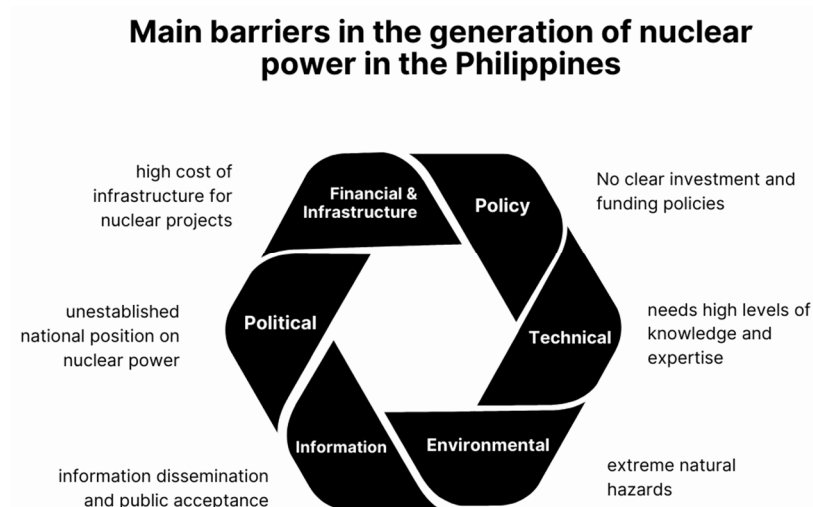 Main barriers in the generation of nuclear
power in the Philippines
high cost of
infrastructure for
nuclear projects
Financial &
Infrastructure
Policy
No clear investment and
funding policies
unestablished
national position on
nuclear power
Political
Technical
needs high levels of
knowledge and
expertise
Information
Environmental
information dissemination
and public acceptance
extreme natural
hazards